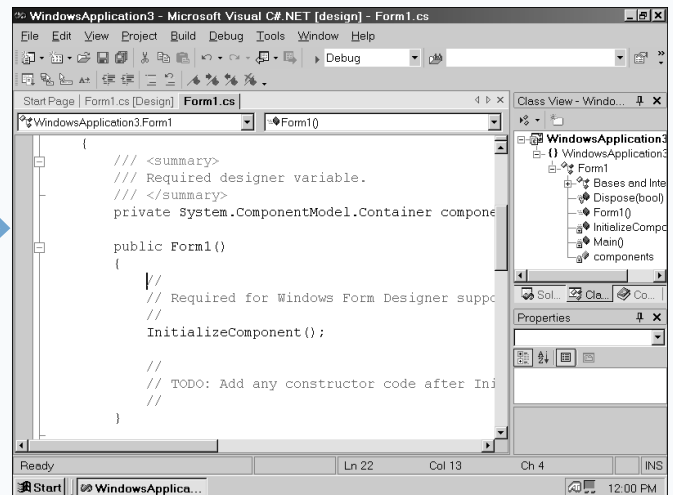 WindowsApplication3 - Microsoft Visual C#.NET [design] - Form1.cs
File Edit View Project Build Debug Tools Window Help
Debug
Start Page Form1.cs [Design] Form1.cs
WindowsApplication3.Form1 Form1()
{
/// <summary>
/// Required designer variable.
/// </summary>
private System.ComponentModel.Container compone
public Form1()
{
//
// Required for Windows Form Designer suppo
//
InitializeComponent();
//
// TODO: Add any constructor code after Ini
//
}
Class View - Windo...
WindowsApplication3
{} WindowsApplication3
Form1
Bases and Inte
Dispose(bool)
Form1()
InitializeCompo
Main()
components
Sol... Cla... Co...
Properties
Ready Ln 22 Col 13 Ch 4 INS
Start WindowsApplica... 12:00 PM